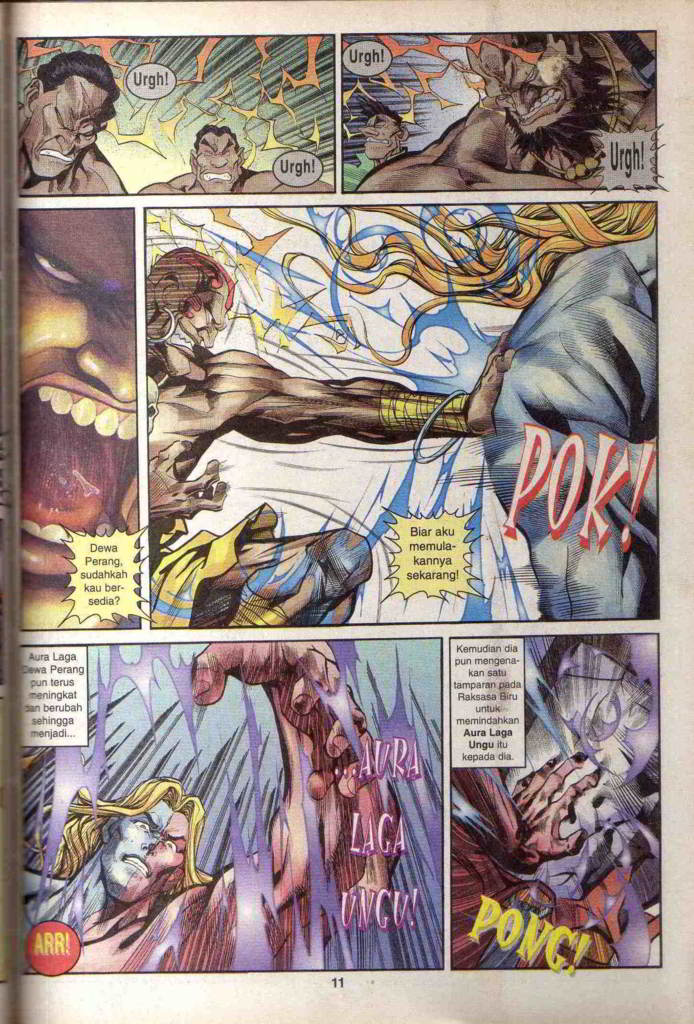 Urgh!
Urgh!
Urgh!
Urgh!
Dewa
Perang,
sudahkah
kau ber-
sedia?
Biar aku
memula-
kannya
sekarang!
POK!
Aura Laga
Dewa Perang
pun terus
meningkat
dan berubah
sehingga
menjadi...
...AURA
LAGA
UNGU!
ARR!
Kemudian dia
pun mengena-
kan satu
tamparan pada
Raksasa Biru
untuk
memindahkan
Aura Laga
Ungu itu
kepada dia.
PONG!
11